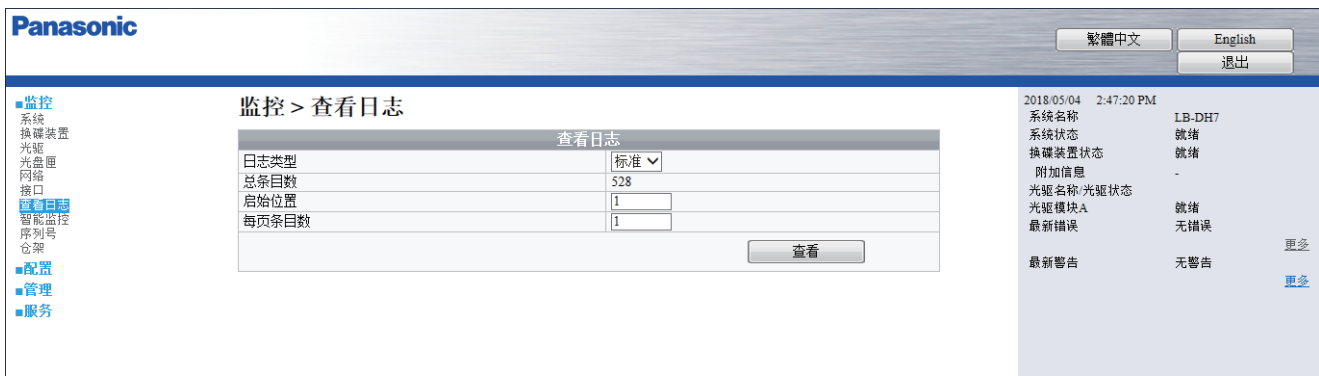 Panasonic
繁體中文
English
退出
■监控
系统
换碟装置
光驱
光盘匣
网络
接口
查看日志
智能监控
序列号
仓架
■配置
■管理
■服务
监控 > 查看日志
查看日志
日志类型 标准
总条目数 528
启始位置 1
每页条目数 1
查看
2018/05/04 2:47:20 PM
系统名称 LB-DH7
系统状态 就绪
换碟装置状态 就绪
附加信息 -
光驱名称/光驱状态
光驱模块A 就绪
最新错误 无错误
更多
最新警告 无警告
更多